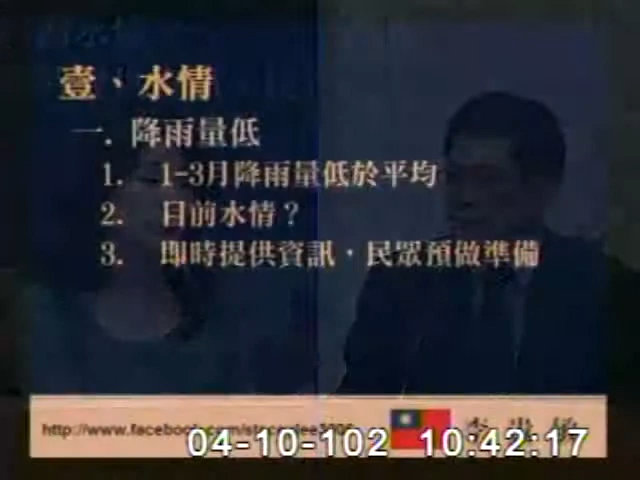 壹、水情
一. 降雨量低
1. 1-3月降雨量低於平均
2. 目前水情？
3. 即時提供資訊，民眾預做準備
http://www.facebook.com/
04-10-102 10:42:17